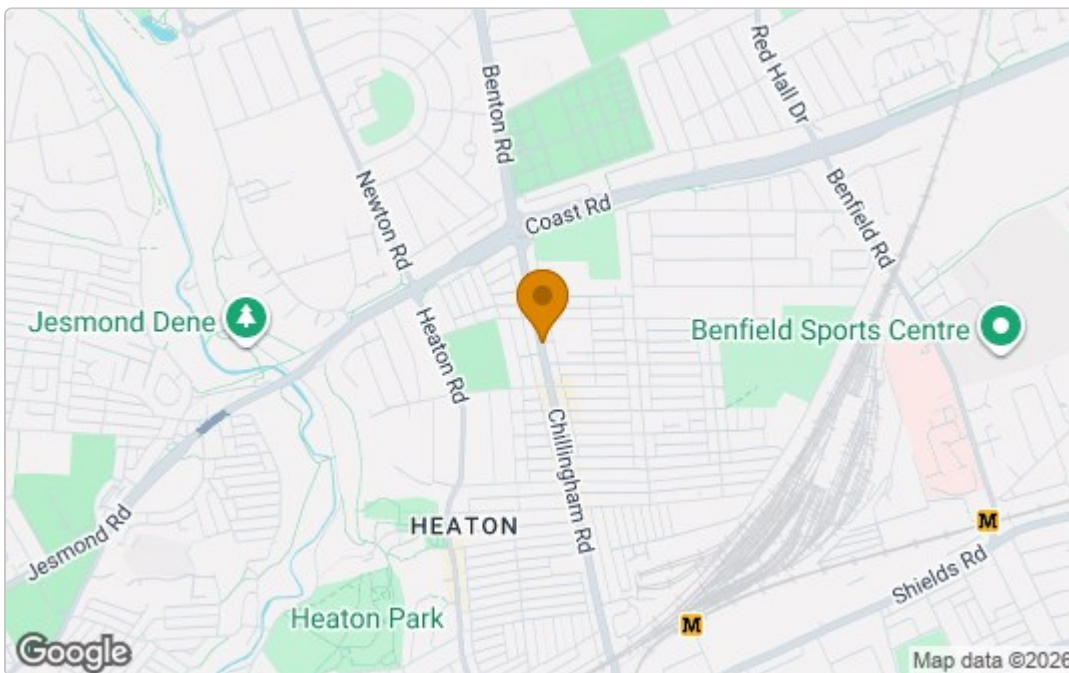 Red Hall Dr
Benton Rd
Newton Rd
Coast Rd
Benfield Rd
Jesmond Dene
Heaton Rd
Benfield Sports Centre
Chillingham Rd
Jesmond Rd
HEATON
M
Shields Rd
Heaton Park
M
Google
Map data ©2026